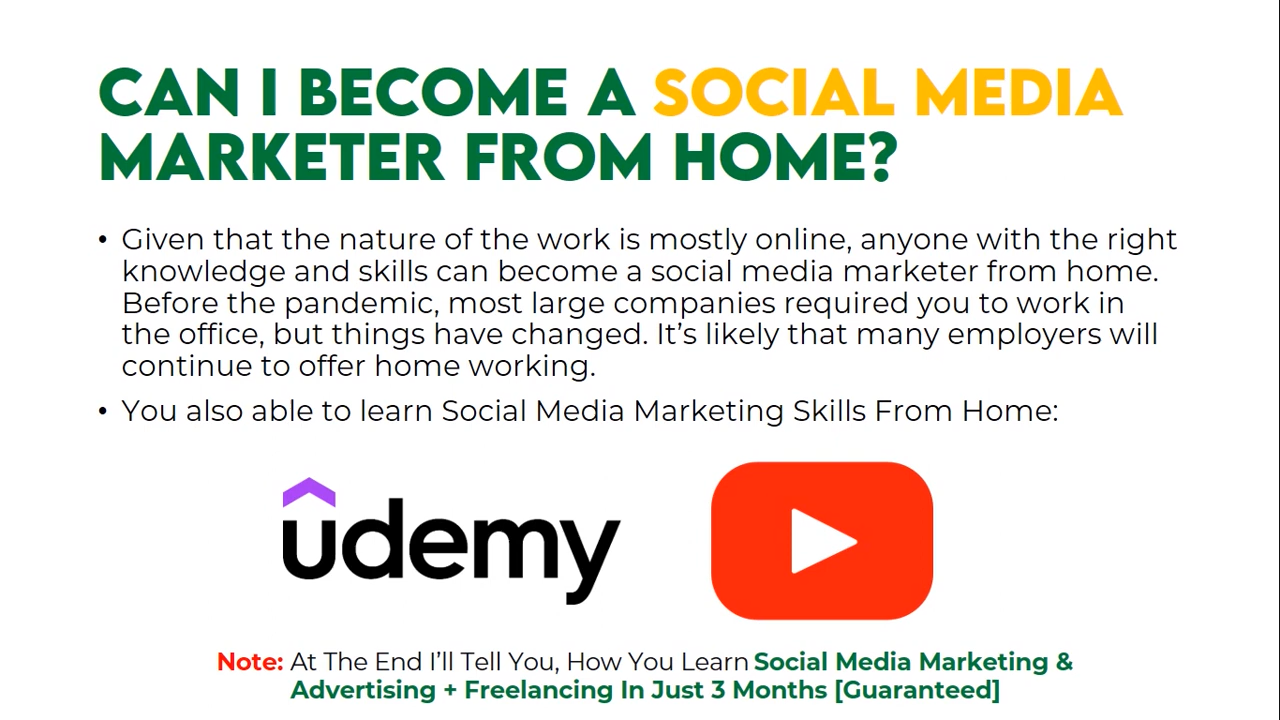 CAN I BECOME A SOCIAL MEDIA
MARKETER FROM HOME?
• Given that the nature of the work is mostly online, anyone with the right
knowledge and skills can become a social media marketer from home.
Before the pandemic, most large companies required you to work in
the office, but things have changed. It’s likely that many employers will
continue to offer home working.
• You also able to learn Social Media Marketing Skills From Home:
udemy
Note: At The End I’ll Tell You, How You Learn Social Media Marketing &
Advertising + Freelancing In Just 3 Months [Guaranteed]